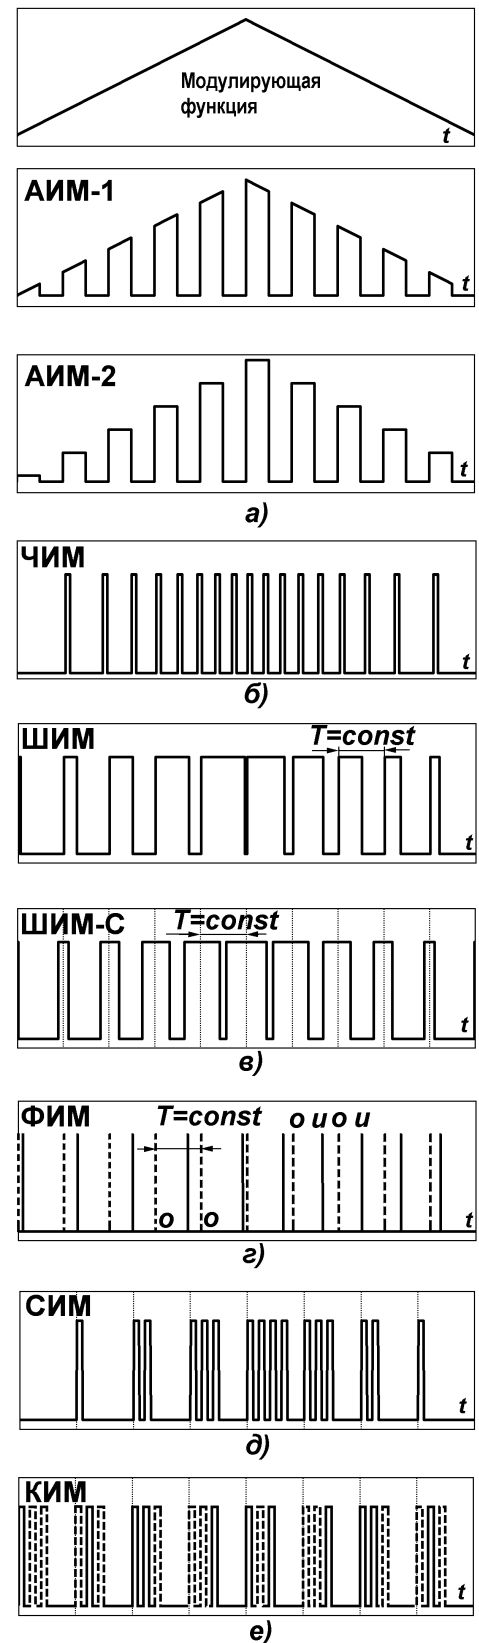 Модулирующая
функция
t
АИМ-1
t
АИМ-2
t
а)
ЧИМ
t
б)
ШИМ
T=const
t
ШИМ-С
T=const
t
в)
ФИМ
T=const
о и о и
о о
t
г)
СИМ
t
д)
КИМ
t
е)